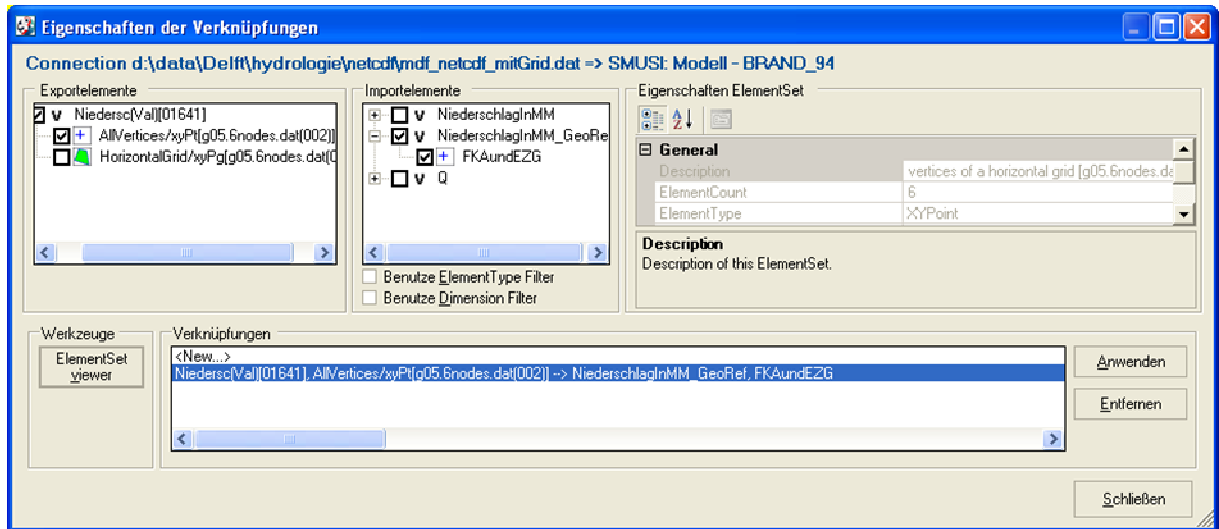 Eigenschaften der Verknüpfungen
Connection d:\data\Delft\hydrologie\netcdf\mdf_netcdf_mitGrid.dat => SMUSI: Modell - BRAND_94
Exportelemente
v Niedersc(Val)[01641]
AllVertices/xyPt[g05.6nodes.dat(002)]
HorizontalGrid/xyPg[g05.6nodes.dat(0
Importelemente
v NiederschlagInMM
v NiederschlagInMM_GeoRe
FKAundEZG
v Q
Benutze ElementType Filter
Benutze Dimension Filter
Eigenschaften ElementSet
General
Description vertices of a horizontal grid [g05.6nodes.da
ElementCount 6
ElementType XYPoint
Description
Description of this ElementSet.
Werkzeuge
ElementSet
viewer
Verknüpfungen
<New...>
Niedersc(Val)[01641], AllVertices/xyPt[g05.6nodes.dat(002)] --> NiederschlagInMM_GeoRef, FKAundEZG
Anwenden
Entfernen
Schließen